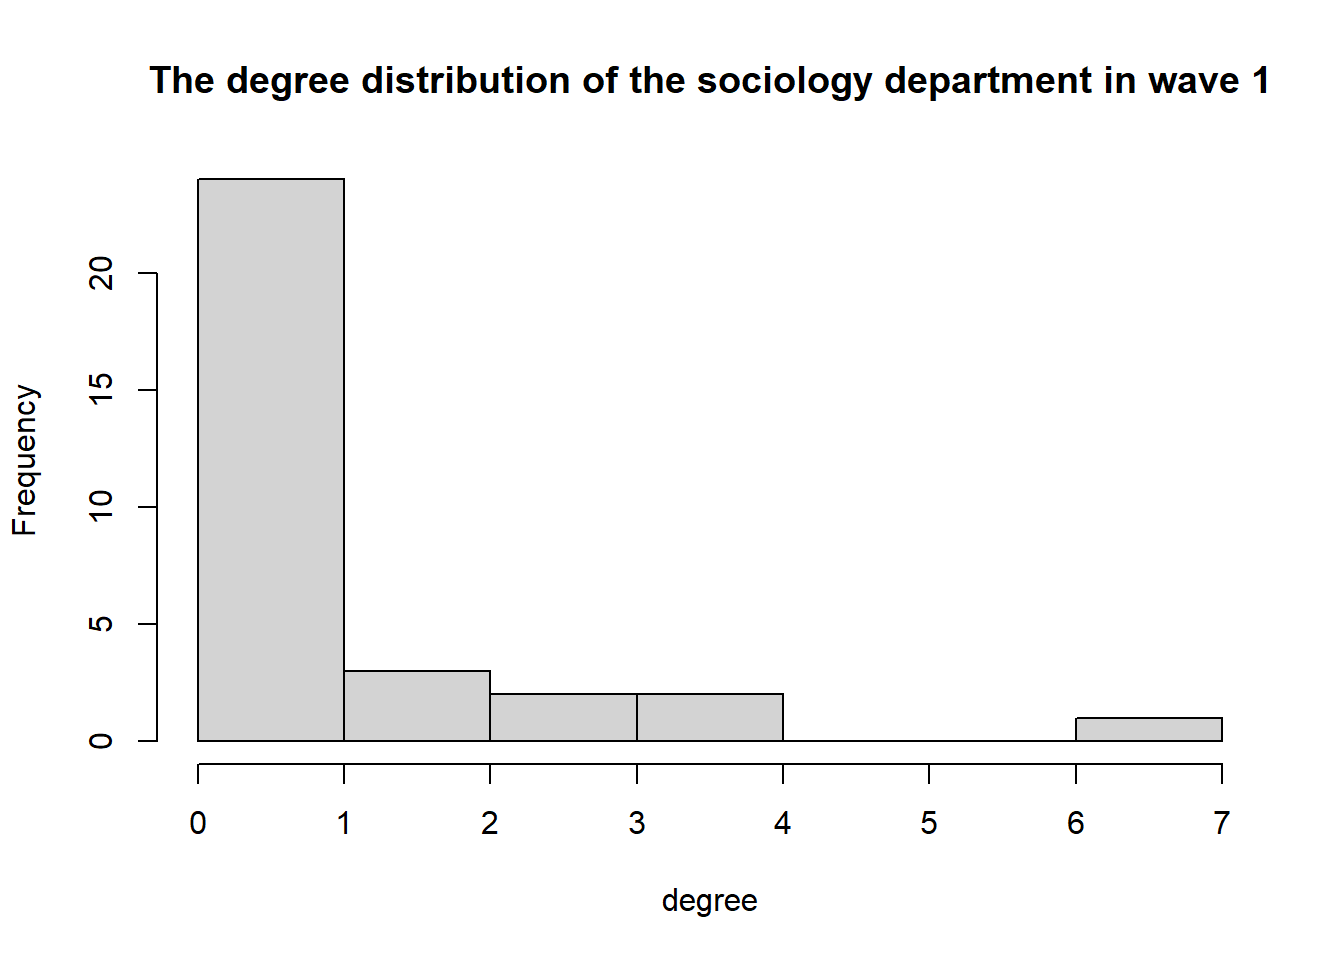 The degree distribution of the sociology department in wave 1
Frequency
20
15
10
5
0
0 1 2 3 4 5 6 7
degree